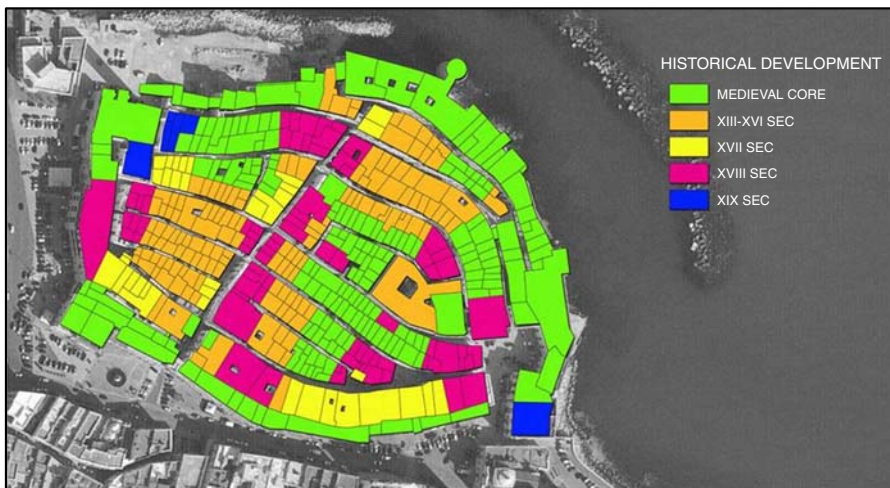 HISTORICAL DEVELOPMENT
MEDIEVAL CORE
XIII-XVI SEC
XVII SEC
XVIII SEC
XIX SEC